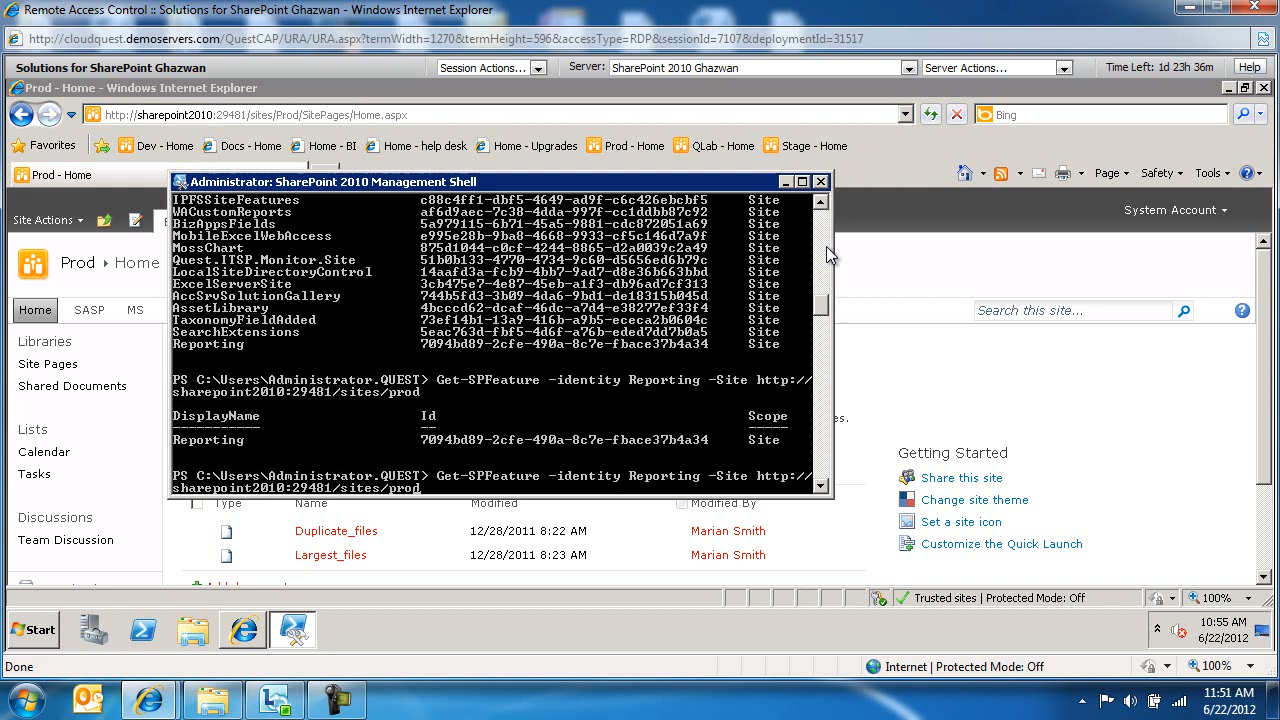 Remote Access Control :: Solutions for SharePoint Ghazwan - Windows Internet Explorer
http://cloudquest.demoservers.com/QuestCAP/URA/URA.aspx?termWidth=1270&termHeight=596&accessType=RDP&sessionId=7107&deploymentId=31517
Solutions for SharePoint Ghazwan
Session Actions...
Server:
SharePoint 2010 Ghazwan
Server Actions...
Time Left: 1d 23h 36m
Help
Prod - Home - Windows Internet Explorer
http://sharepoint2010:29481/sites/Prod/SitePages/Home.aspx
Bing
Favorites
Dev - Home
Docs - Home
Home - BI
Home - help desk
Home - Upgrades
Prod - Home
QLab - Home
Stage - Home
Prod - Home
Page
Safety
Tools
Administrator: SharePoint 2010 Management Shell
IPFSSiteFeatures c88c4ff1-dbf5-4649-ad9f-c6c426ebcbf5 Site
WACustomReports af6d9aec-7c38-4dda-997f-cc1ddbb87c92 Site
BizAppsFields 5a979115-6b71-45a5-9881-cdc872051a69 Site
MobileExcelWebAccess e995e28b-9ba8-4668-9933-cf5c146d7a9f Site
MossChart 875d1044-c0cf-4244-8865-d2a0039c2a49 Site
Quest.ITSP.Monitor.Site 51b0b133-4770-4734-9c60-d5656ed6b79c Site
LocalSiteDirectoryControl 14aafd3a-fcb9-4bb7-9ad7-d8e36b663bbd Site
ExcelServerSite 3cb475e7-4e87-45eb-a1f3-db96ad7cf313 Site
AccSrvSolutionGallery 744b5fd3-3b09-4da6-9bd1-de18315b045d Site
AssetLibrary 4bcccd62-dcaf-46dc-a7d4-e38277ef33f4 Site
TaxonomyFieldAdded 73ef14b1-13a9-416b-a9b5-ececa2b0604c Site
SearchExtensions 5eac763d-fbf5-4d6f-a76b-eded7dd7b0a5 Site
Reporting 7094bd89-2cfe-490a-8c7e-fbace37b4a34 Site
PS C:\Users\Administrator.QUEST> Get-SPFeature -identity Reporting -Site http://
sharepoint2010:29481/sites/prod
DisplayName Id Scope
----------- -- -----
Reporting 7094bd89-2cfe-490a-8c7e-fbace37b4a34 Site
PS C:\Users\Administrator.QUEST> Get-SPFeature -identity Reporting -Site http://
sharepoint2010:29481/sites/prod
Site Actions
System Account
Prod
Home
Home
SASP
MS
Search this site...
Libraries
Site Pages
Shared Documents
Lists
Calendar
Tasks
Discussions
Team Discussion
Getting Started
Share this site
Change site theme
Set a site icon
Customize the Quick Launch
Type Name Modified Modified By
Duplicate_files 12/28/2011 8:22 AM Marian Smith
Largest_files 12/28/2011 8:23 AM Marian Smith
Trusted sites | Protected Mode: Off
100%
Start
10:55 AM
6/22/2012
Done
Internet | Protected Mode: Off
100%
11:51 AM
6/22/2012